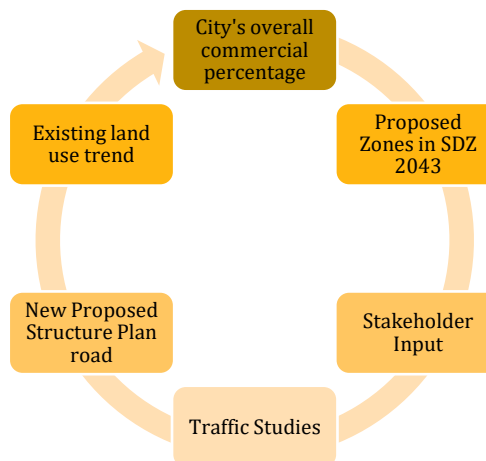 City's overall
commercial
percentage
Proposed
Zones in SDZ
2043
Stakeholder
Input
Traffic Studies
New Proposed
Structure Plan
road
Existing land
use trend